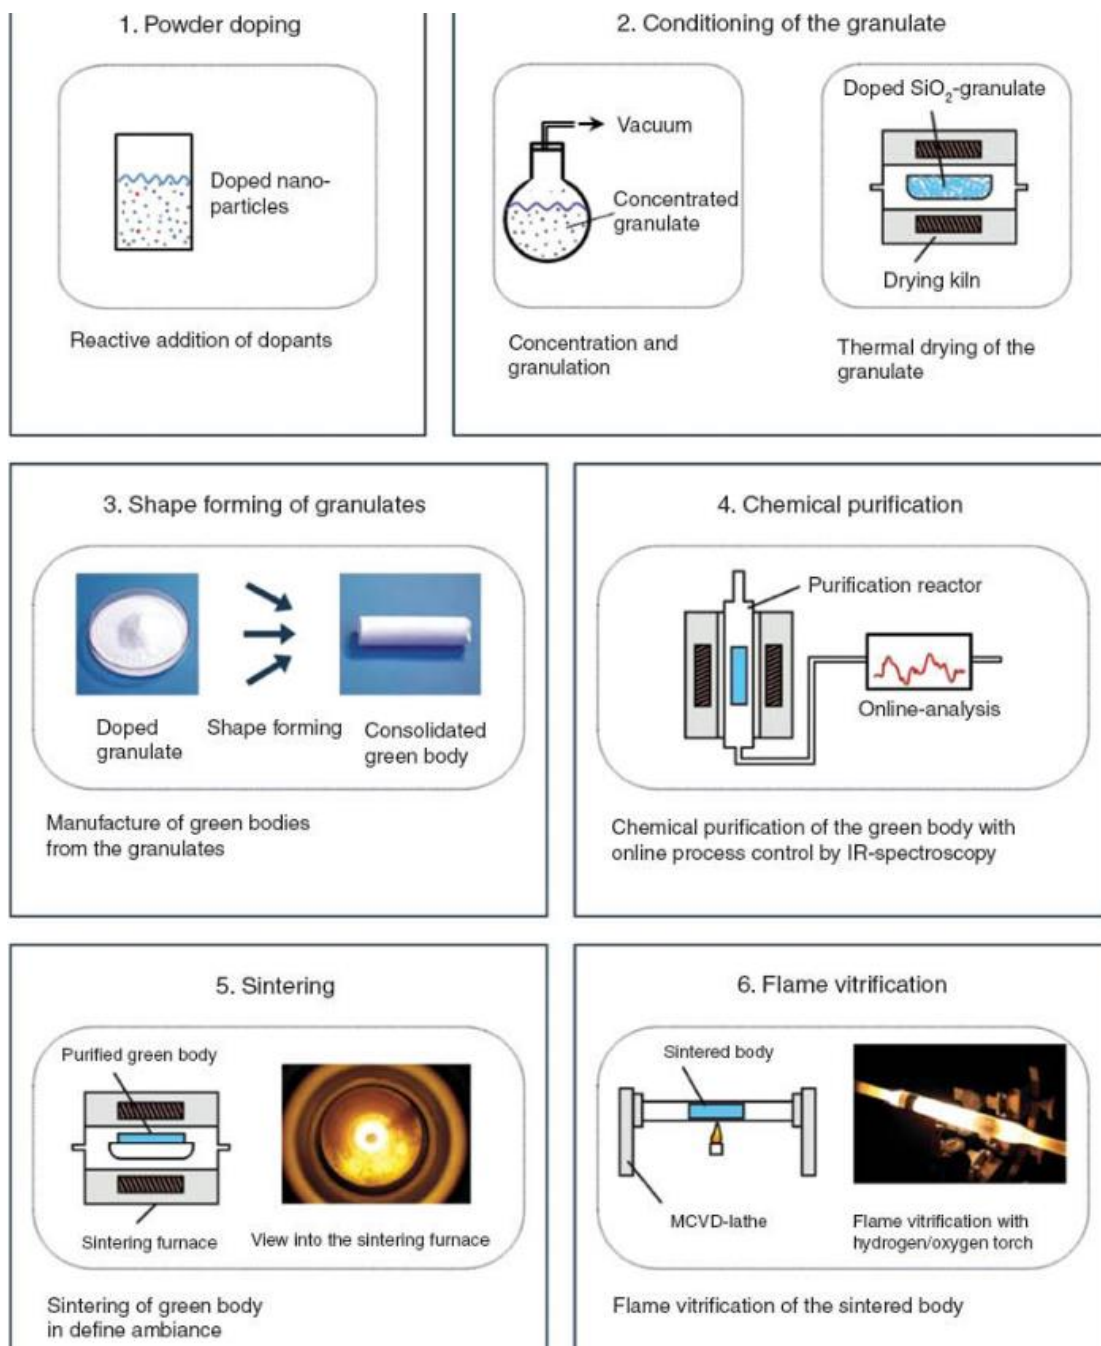 1. Powder doping
Doped nano-
particles
Reactive addition of dopants
2. Conditioning of the granulate
Vacuum
Concentrated
granulate
Concentration and
granulation
Doped SiO₂-granulate
Drying kiln
Thermal drying of the
granulate
3. Shape forming of granulates
Doped
granulate
Shape forming
Consolidated
green body
Manufacture of green bodies
from the granulates
4. Chemical purification
Purification reactor
Online-analysis
Chemical purification of the green body with
online process control by IR-spectroscopy
5. Sintering
Purified green body
Sintering furnace
View into the sintering furnace
Sintering of green body
in define ambiance
6. Flame vitrification
Sintered body
MCVD-lathe
Flame vitrification with
hydrogen/oxygen torch
Flame vitrification of the sintered body